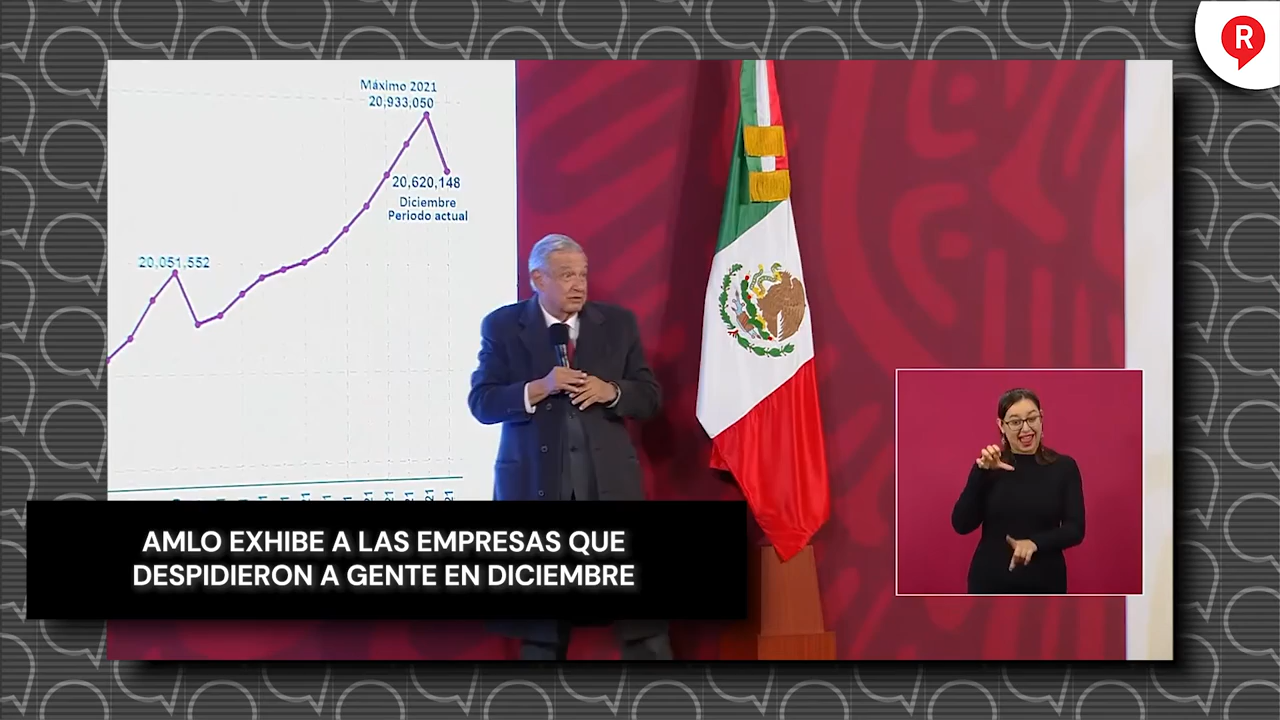 R
Máximo 2021
20,933,050
20,620,148
Diciembre
Periodo actual
20,051,552
AMLO EXHIBE A LAS EMPRESAS QUE
DESPIDIERON A GENTE EN DICIEMBRE